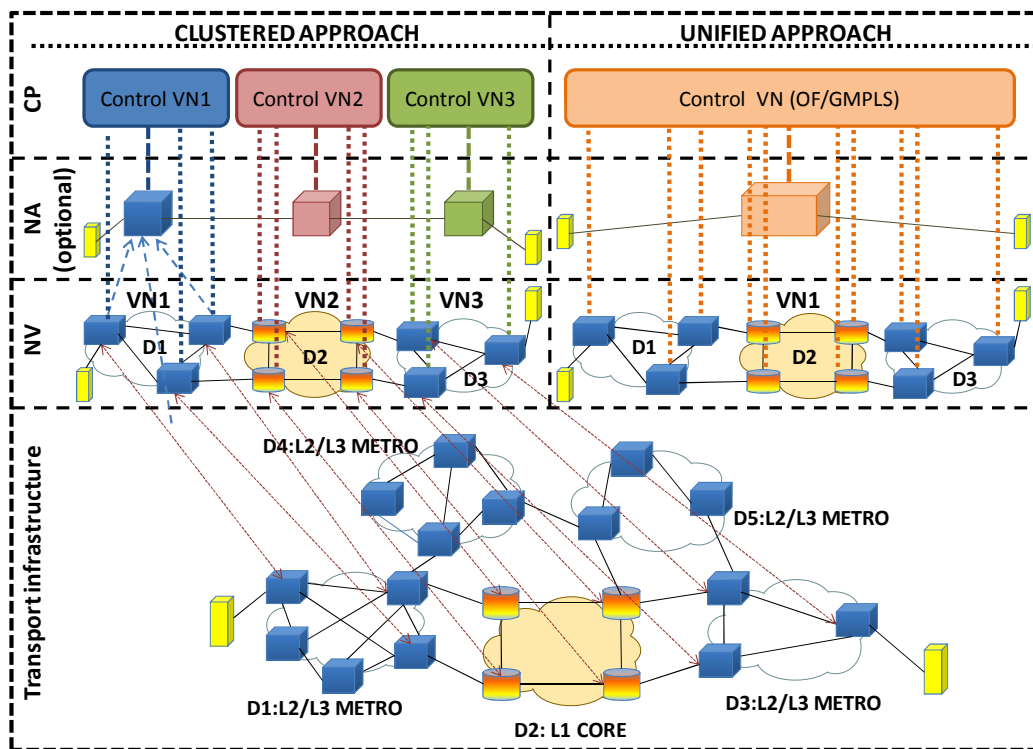 CLUSTERED APPROACH
UNIFIED APPROACH
CP
Control VN1
Control VN2
Control VN3
Control VN (OF/GMPLS)
NA
(optional)
NV
VN1
VN2
VN3
VN1
D1
D2
D3
D1
D2
D3
Transport infrastructure
D4:L2/L3 METRO
D5:L2/L3 METRO
D1:L2/L3 METRO
D3:L2/L3 METRO
D2: L1 CORE